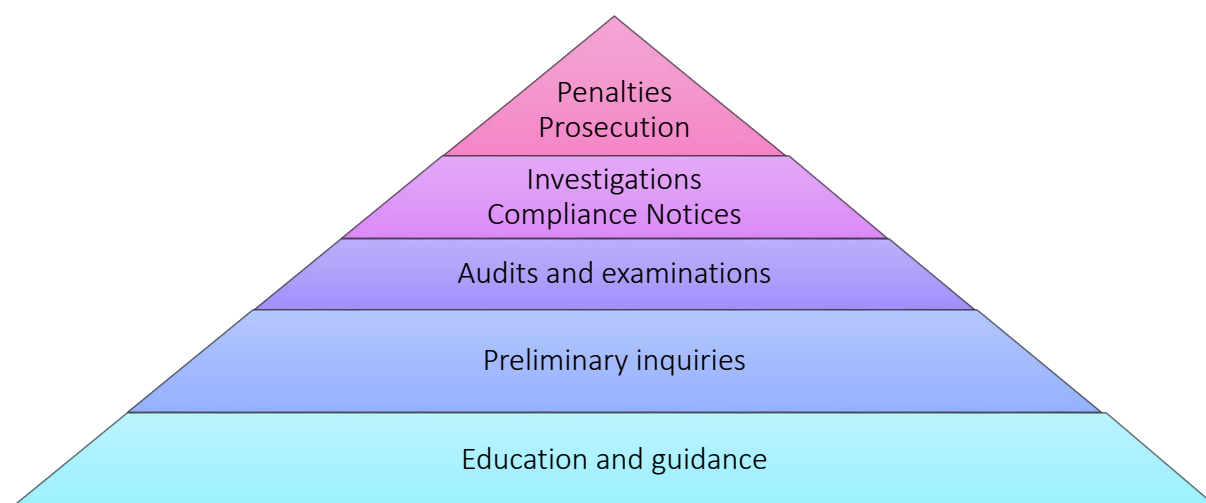 Penalties
Prosecution
Investigations
Compliance Notices
Audits and examinations
Preliminary inquiries
Education and guidance